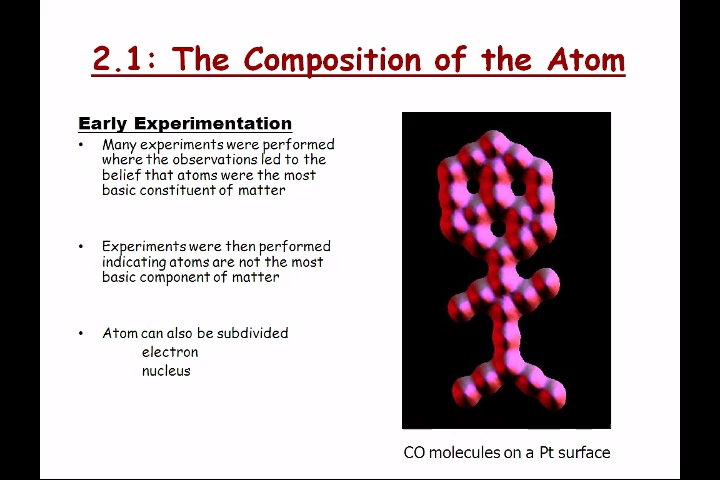 2.1: The Composition of the Atom
Early Experimentation
• Many experiments were performed
where the observations led to the
belief that atoms were the most
basic constituent of matter
• Experiments were then performed
indicating atoms are not the most
basic component of matter
• Atom can also be subdivided
electron
nucleus
CO molecules on a Pt surface